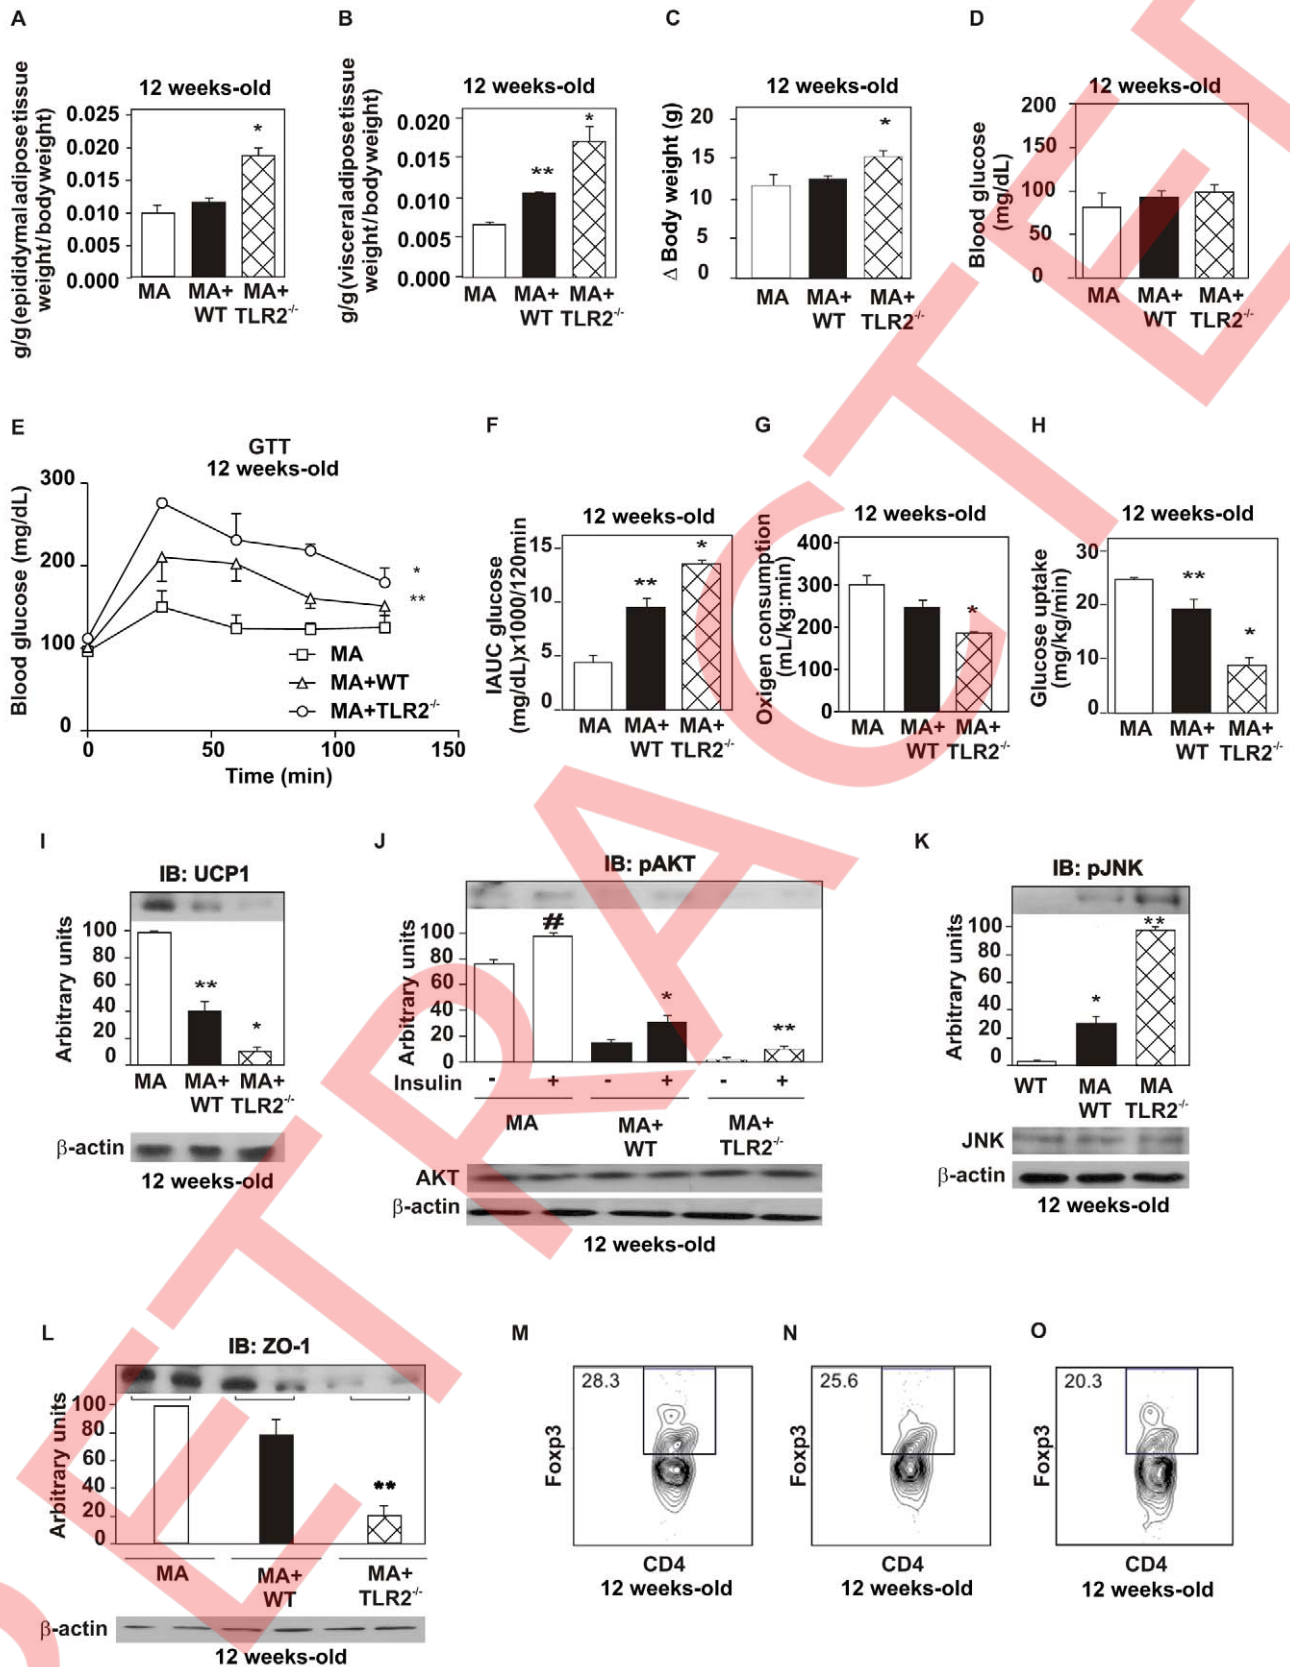 A
12 weeks-old
g/g(epididymal adiposetissue
weight/bodyweight)
0.025
0.020
0.015
0.010
0.005
0.000
*
MA
MA+
WT
MA+
TLR2-/-
B
12 weeks-old
g/g(visceral adiposetissue
weight/bodyweight)
0.020
0.015
0.010
0.005
0.000
**
*
MA
MA+
WT
MA+
TLR2-/-
C
12 weeks-old
Δ Body weight (g)
20
15
10
5
0
*
MA
MA+
WT
MA+
TLR2-/-
D
12 weeks-old
Blood glucose
(mg/dL)
200
150
100
50
0
MA
MA+
WT
MA+
TLR2-/-
E
GTT
12 weeks-old
Blood glucose (mg/dL)
300
200
100
0
*
**
MA
MA+WT
MA+TLR2-/-
0
50
100
150
Time (min)
F
12 weeks-old
IAUC glucose
(mg/dL)x1000/120min
15
10
5
0
**
*
MA
MA+
WT
MA+
TLR2-/-
G
12 weeks-old
Oxigen consumption
(mL/kg:min)
400
300
200
100
0
*
MA
MA+
WT
MA+
TLR2-/-
H
12 weeks-old
Glucose uptake
(mg/kg/min)
30
20
10
0
**
*
MA
MA+
WT
MA+
TLR2-/-
I
IB: UCP1
Arbitrary units
100
80
60
40
20
0
**
*
MA
MA+
WT
MA+
TLR2-/-
β-actin
12 weeks-old
J
IB: pAKT
Arbitrary units
100
80
60
40
20
0
#
*
**
Insulin - + - + - +
MA
MA+
WT
MA+
TLR2-/-
AKT
β-actin
12 weeks-old
K
IB: pJNK
Arbitrary units
100
80
60
40
20
0
*
**
WT
MA
WT
MA
TLR2-/-
JNK
β-actin
12 weeks-old
L
IB: ZO-1
Arbitrary units
100
80
60
40
20
0
**
MA
MA+
WT
MA+
TLR2-/-
β-actin
12 weeks-old
M
28.3
Foxp3
CD4
12 weeks-old
N
25.6
Foxp3
CD4
12 weeks-old
O
20.3
Foxp3
CD4
12 weeks-old
RETRACTED